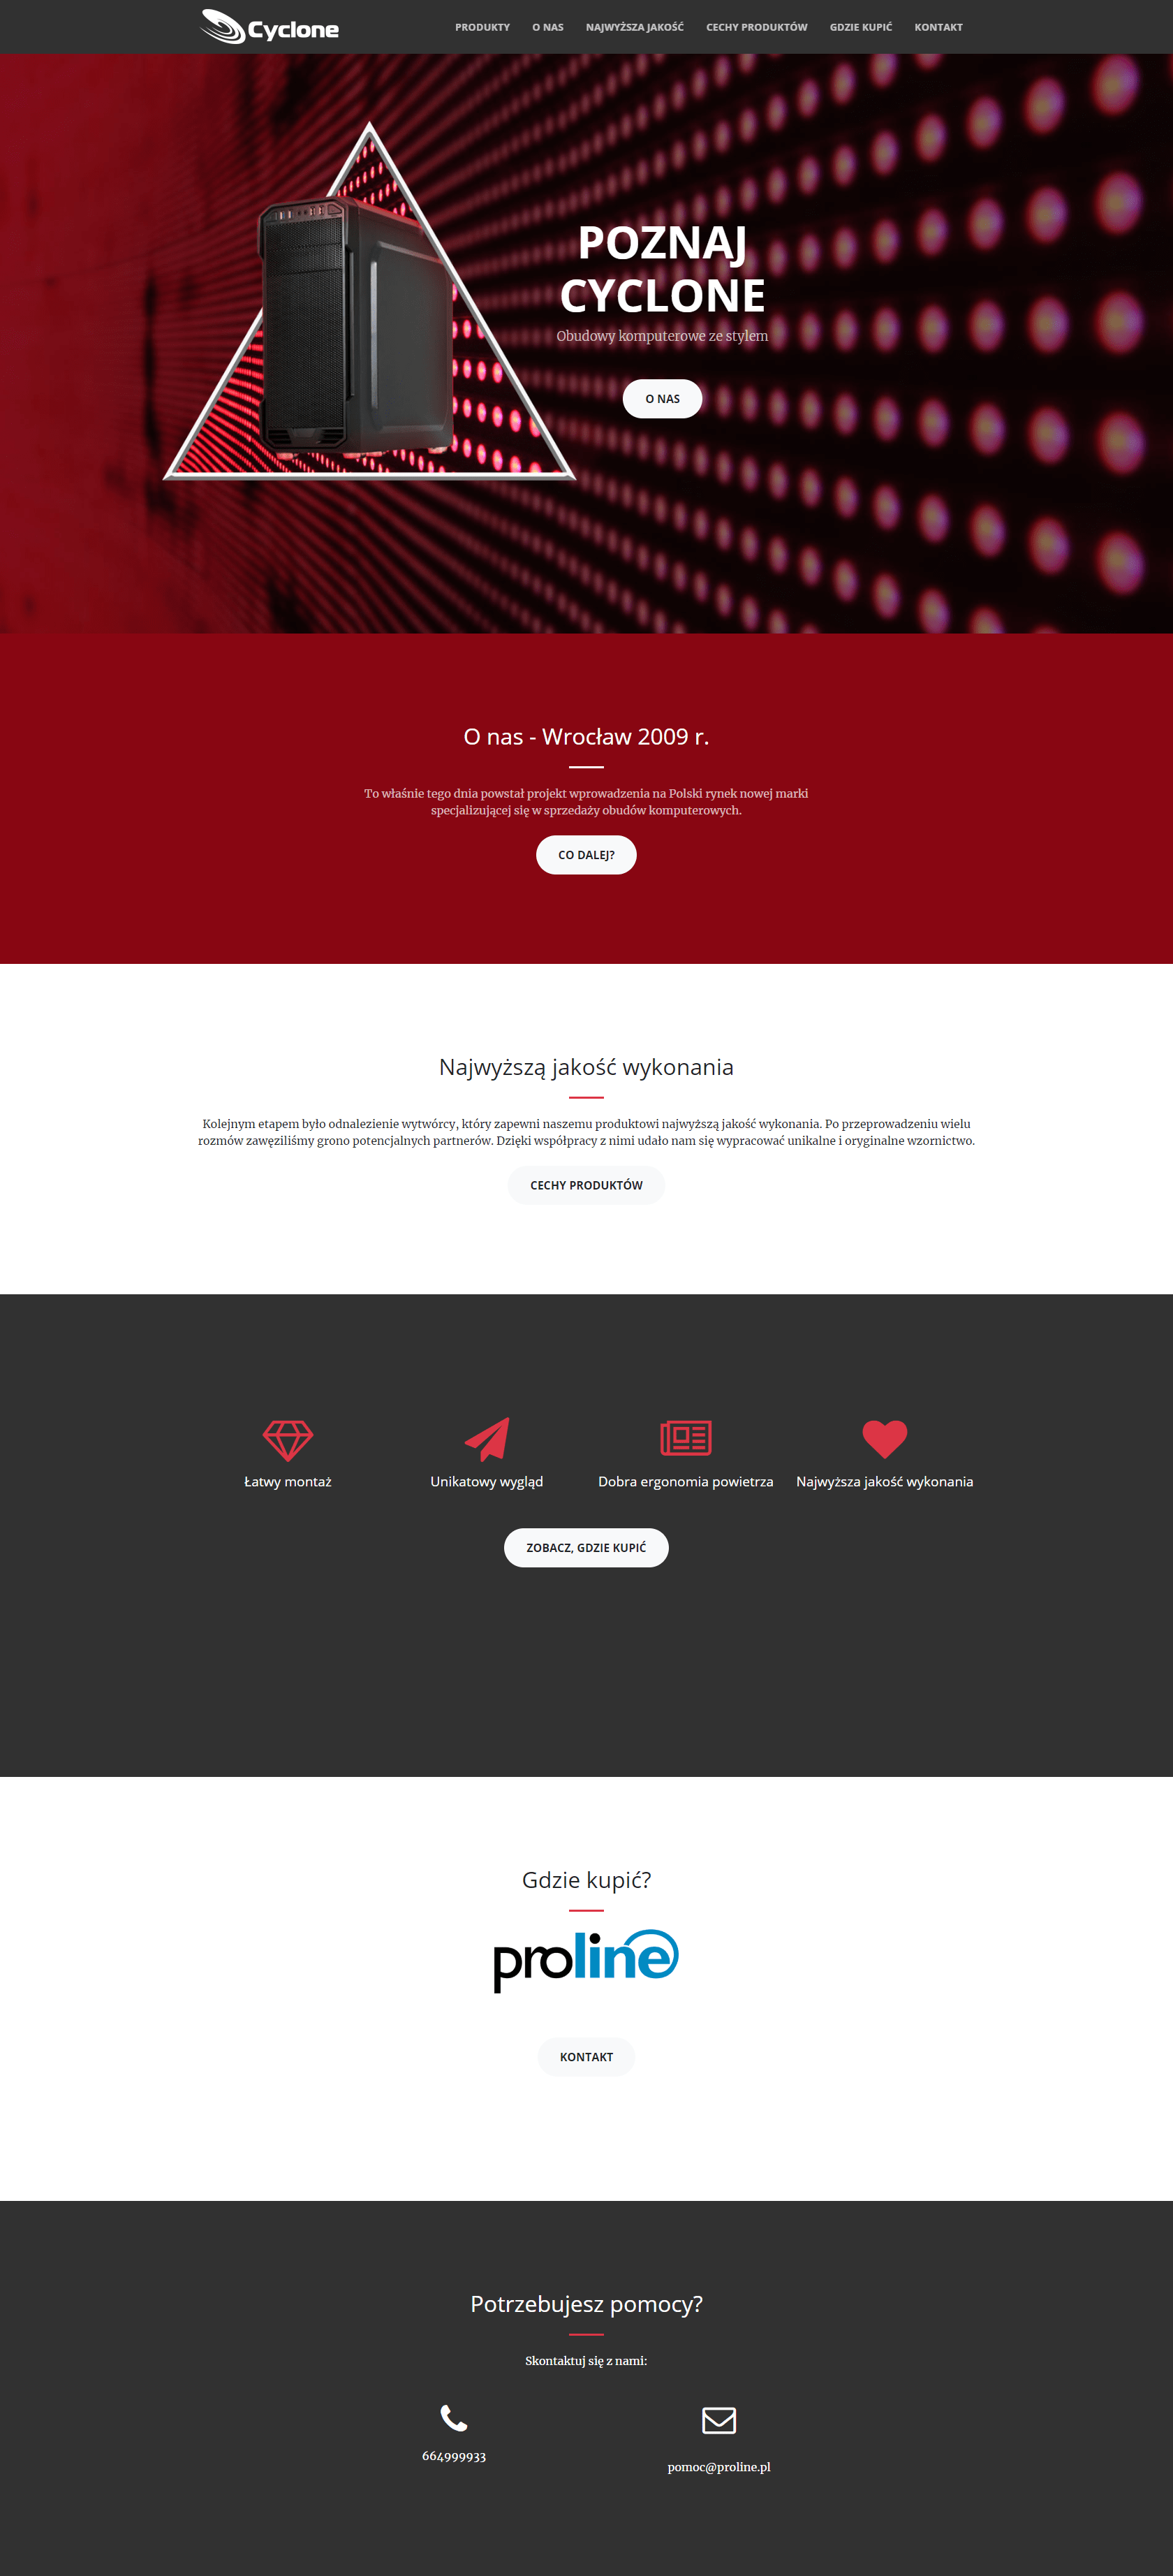 Cyclone
PRODUKTY O NAS NAJWYŻSZA JAKOŚĆ CECHY PRODUKTÓW GDZIE KUPIĆ KONTAKT
POZNAJ
CYCLONE
Obudowy komputerowe ze stylem
O NAS
O nas - Wrocław 2009 r.
To właśnie tego dnia powstał projekt wprowadzenia na Polski rynek nowej marki
specjalizującej się w sprzedaży obudów komputerowych.
CO DALEJ?
Najwyższą jakość wykonania
Kolejnym etapem było odnalezienie wytwórcy, który zapewni naszemu produktowi najwyższą jakość wykonania. Po przeprowadzeniu wielu
rozmów zawęziliśmy grono potencjalnych partnerów. Dzięki współpracy z nimi udało nam się wypracować unikalne i oryginalne wzornictwo.
CECHY PRODUKTÓW
Łatwy montaż
Unikatowy wygląd
Dobra ergonomia powietrza
Najwyższa jakość wykonania
ZOBACZ, GDZIE KUPIĆ
Gdzie kupić?
proline
KONTAKT
Potrzebujesz pomocy?
Skontaktuj się z nami:
664999933
pomoc@proline.pl